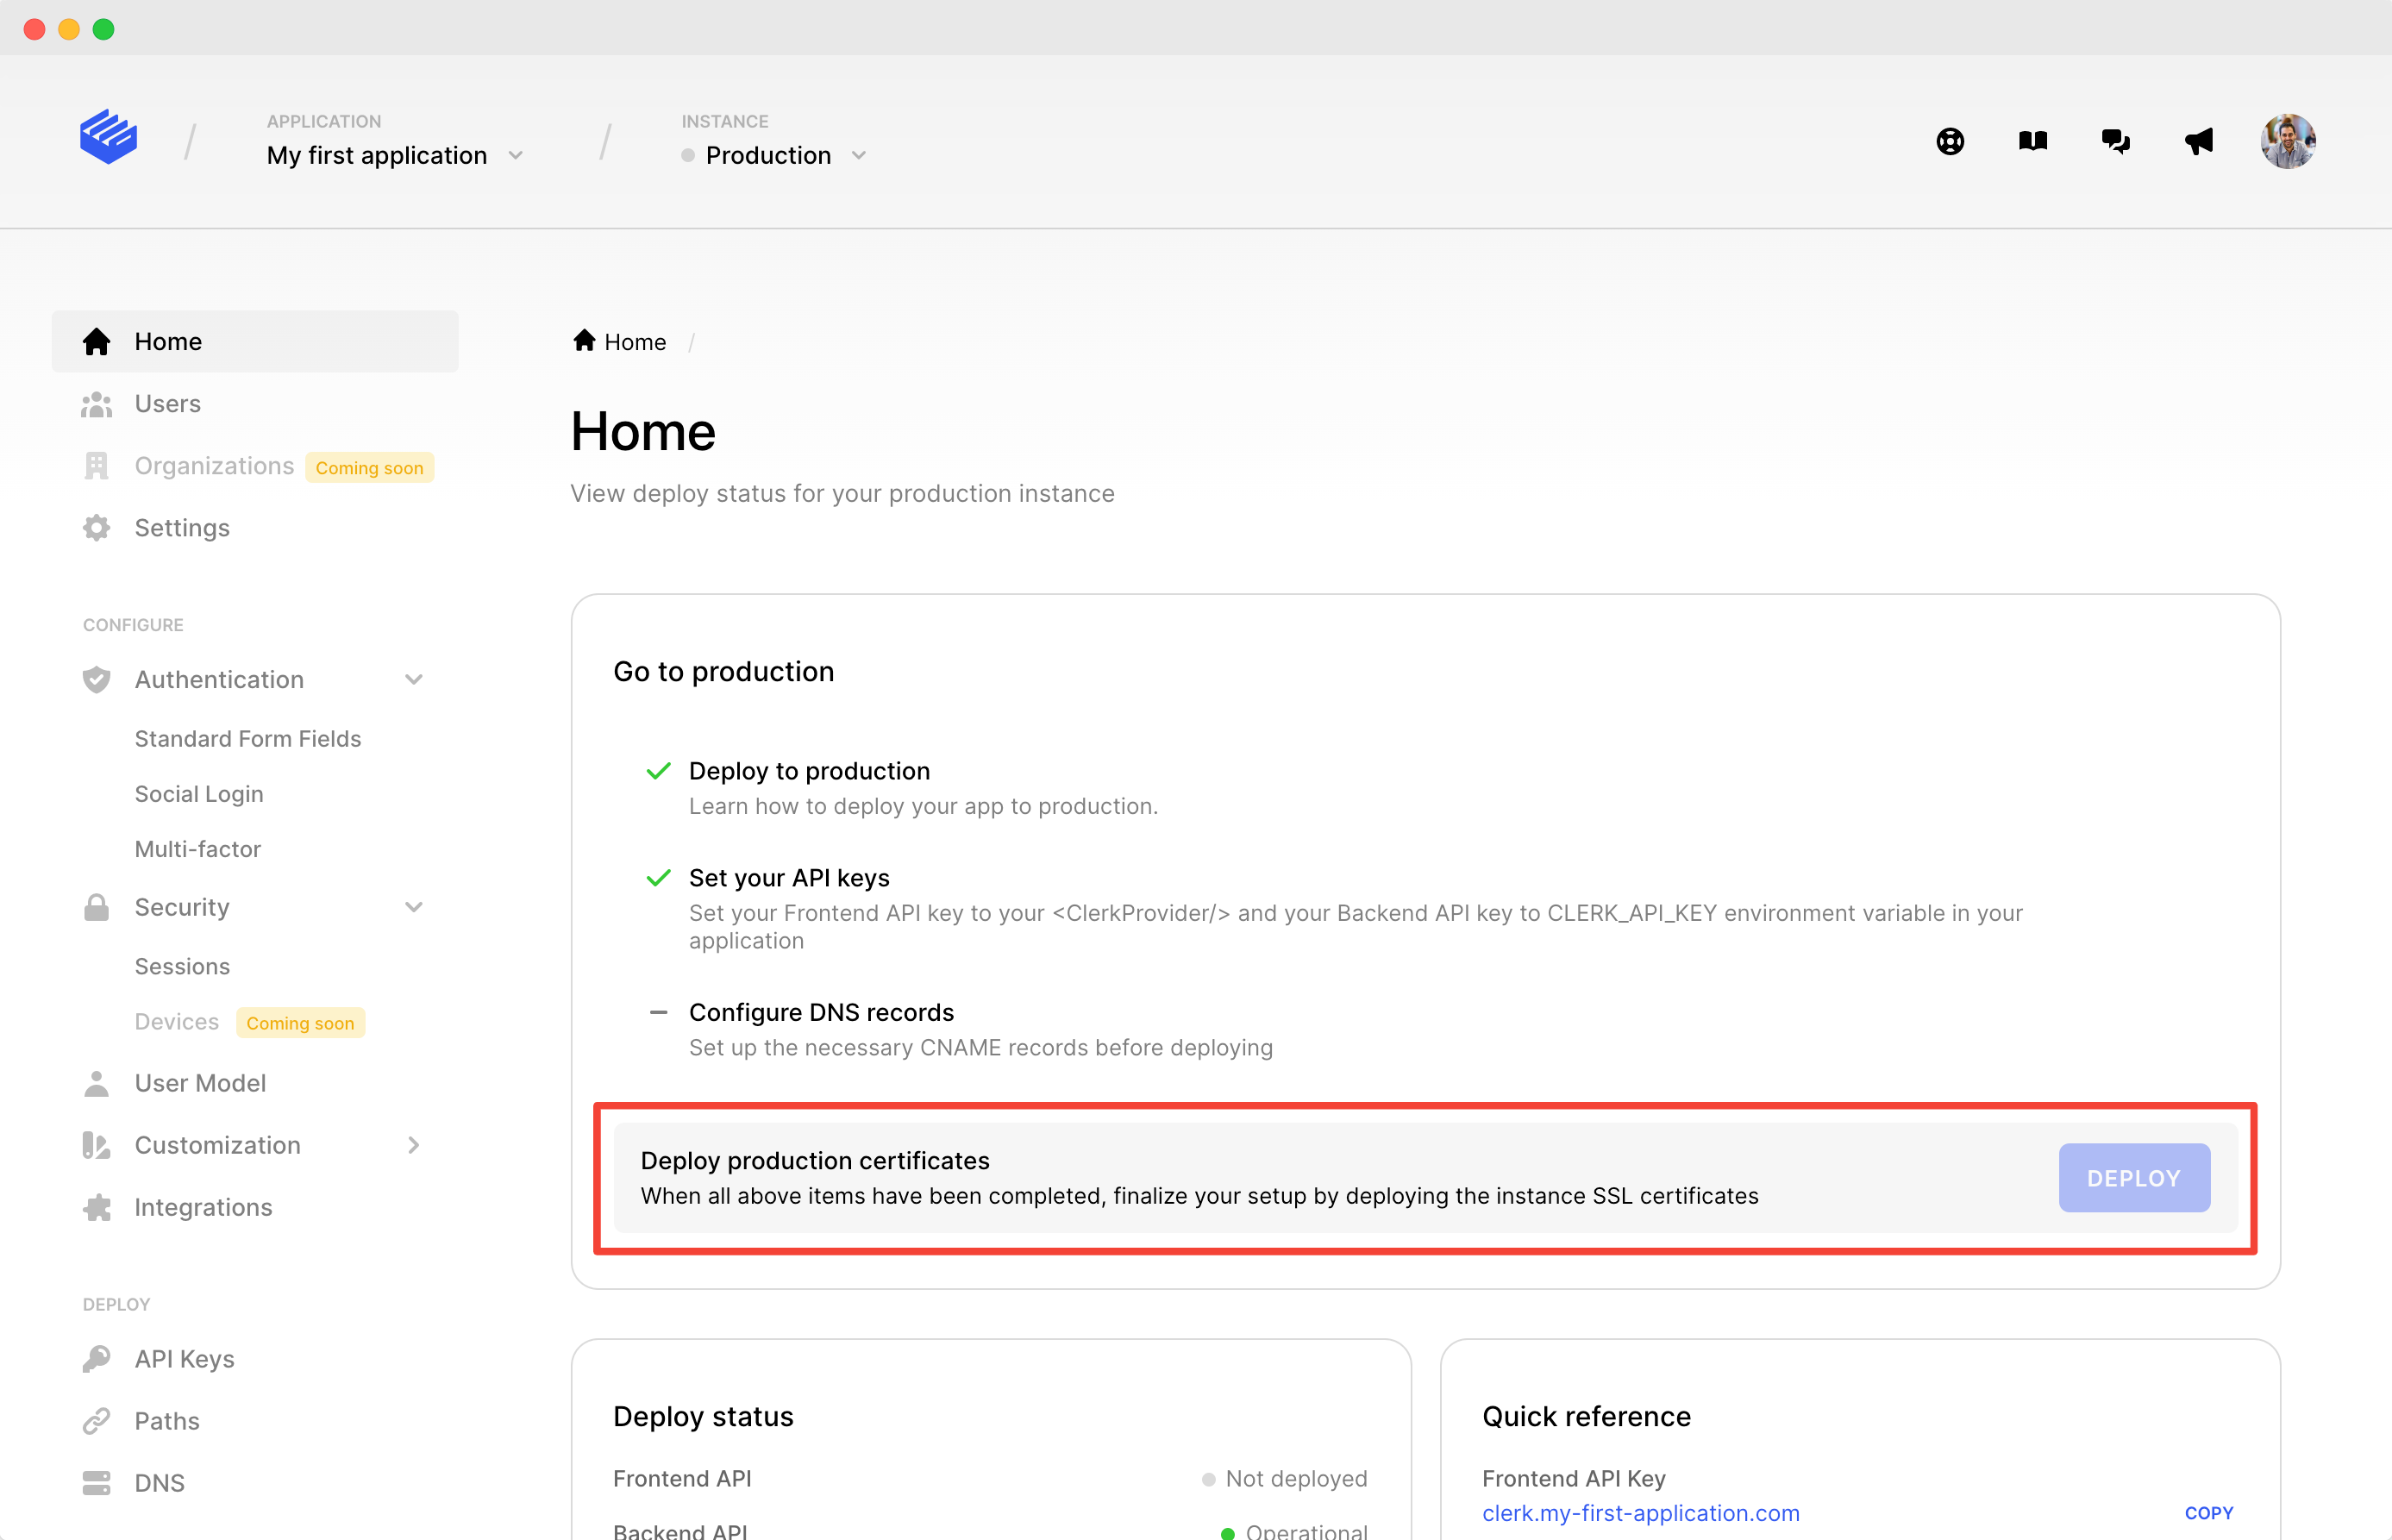 APPLICATION
My first application
INSTANCE
Production
Home
Users
Organizations Coming soon
Settings
CONFIGURE
Authentication
Standard Form Fields
Social Login
Multi-factor
Security
Sessions
Devices Coming soon
User Model
Customization
Integrations
DEPLOY
API Keys
Paths
DNS
Home /
Home
View deploy status for your production instance
Go to production
Deploy to production
Learn how to deploy your app to production.
Set your API keys
Set your Frontend API key to your <ClerkProvider/> and your Backend API key to CLERK_API_KEY environment variable in your
application
Configure DNS records
Set up the necessary CNAME records before deploying
Deploy production certificates
When all above items have been completed, finalize your setup by deploying the instance SSL certificates
DEPLOY
Deploy status
Frontend API Not deployed
Backend API Operational
Quick reference
Frontend API Key
clerk.my-first-application.com COPY